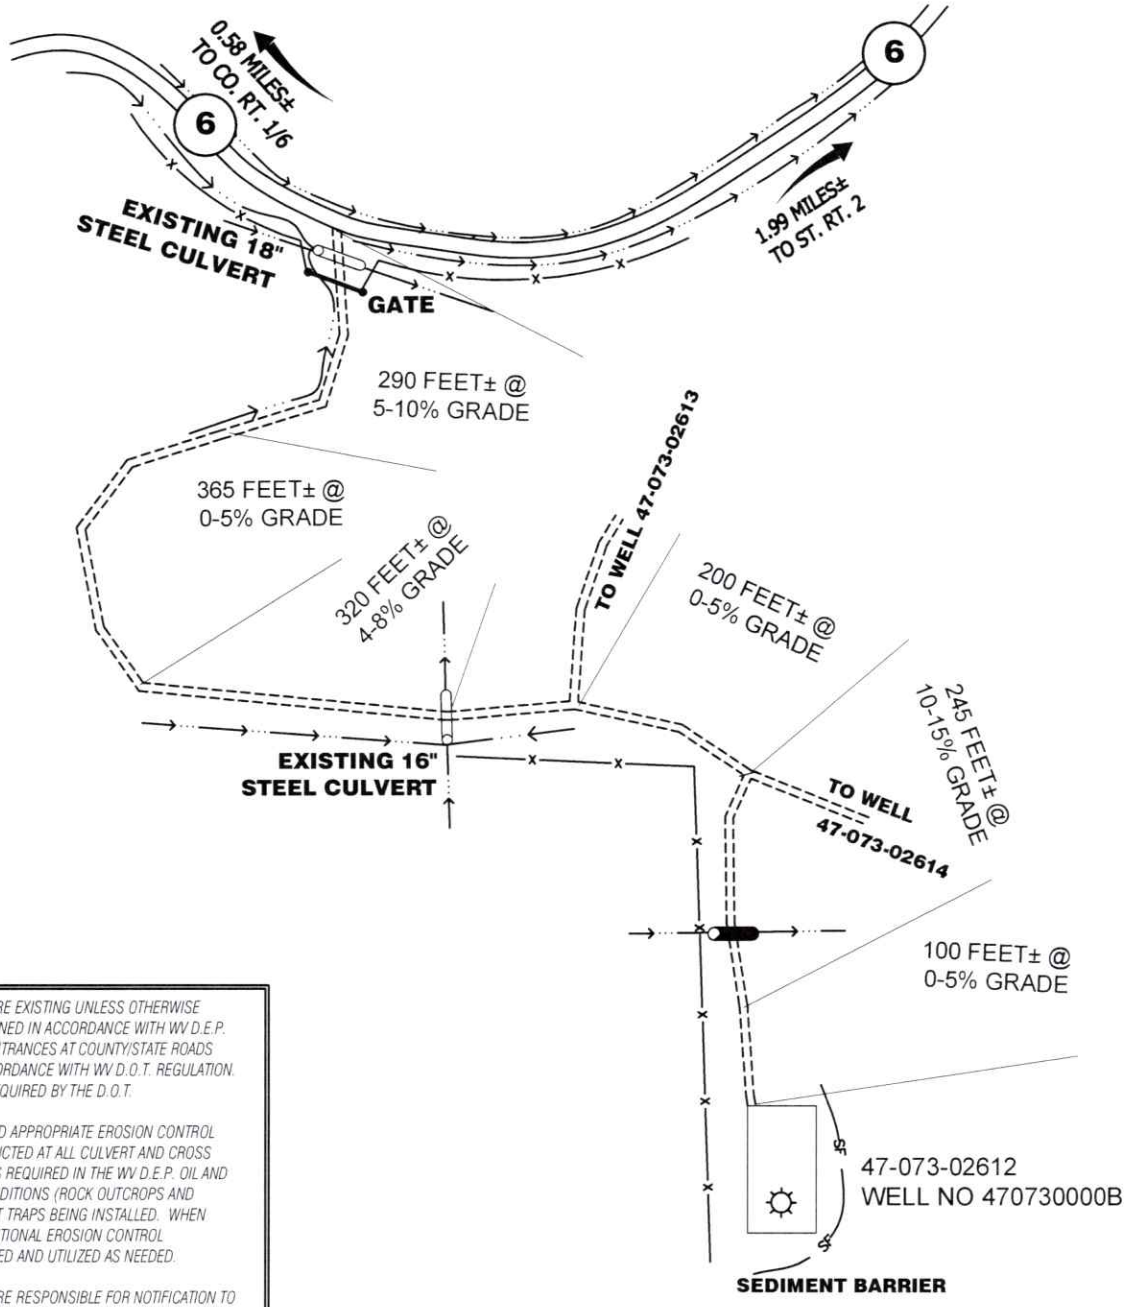 0.58 MILES±
TO CO. RT. 1/6
6
6
1.99 MILES±
TO ST. RT. 2
EXISTING 18"
STEEL CULVERT
x
x
x
x
x
GATE
290 FEET± @
5-10% GRADE
365 FEET± @
0-5% GRADE
320 FEET± @
4-8% GRADE
TO WELL 47-073-02613
200 FEET± @
0-5% GRADE
245 FEET± @
10-15% GRADE
EXISTING 16"
STEEL CULVERT
x
x
TO WELL
47-073-02614
x
x
x
x
x
100 FEET± @
0-5% GRADE
SF
SF
47-073-02612
WELL NO 470730000B
SEDIMENT BARRIER
RE EXISTING UNLESS OTHERWISE
NED IN ACCORDANCE WITH WV D.E.P.
NTRANCES AT COUNTY/STATE ROADS
ORDANCE WITH WV D.O.T. REGULATION.
EQUIRED BY THE D.O.T.
D APPROPRIATE EROSION CONTROL
UCTED AT ALL CULVERT AND CROSS
S REQUIRED IN THE WV D.E.P. OIL AND
DITIONS (ROCK OUTCROPS AND
T TRAPS BEING INSTALLED. WHEN
TIONAL EROSION CONTROL
ED AND UTILIZED AS NEEDED.
RE RESPONSIBLE FOR NOTIFICATION TO